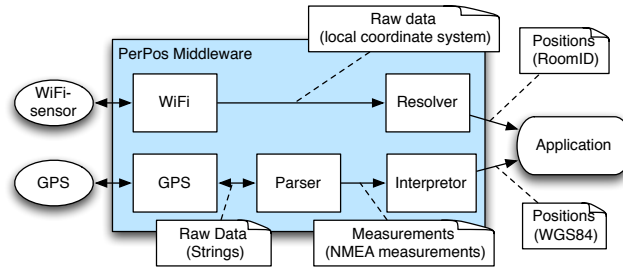 Raw data
(local coordinate system)
Positions
(RoomID)
PerPos Middleware
WiFi-
sensor
WiFi
Resolver
Application
GPS
GPS
Parser
Interpretor
Raw Data
(Strings)
Measurements
(NMEA measurements)
Positions
(WGS84)